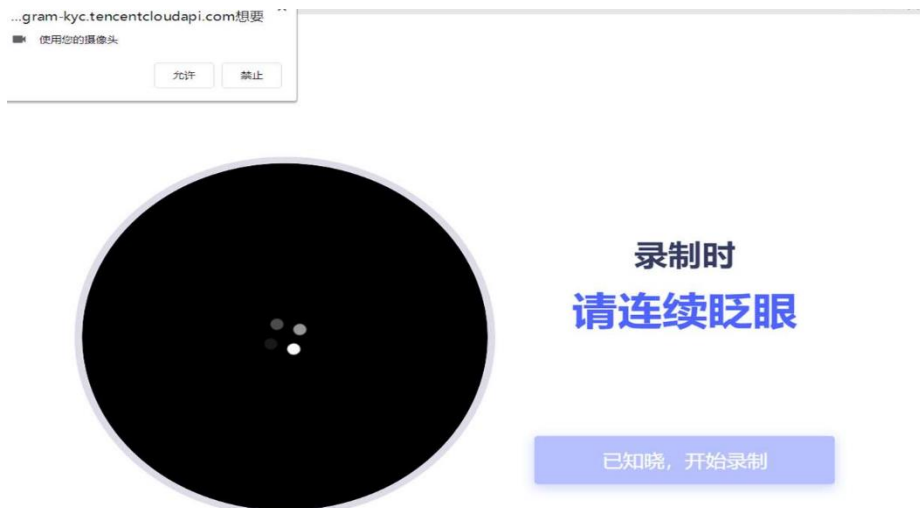 ...gram-kyc.tencentcloudapi.com想要
使用您的摄像头
允许 禁止
录制时
请连续眨眼
已知晓，开始录制